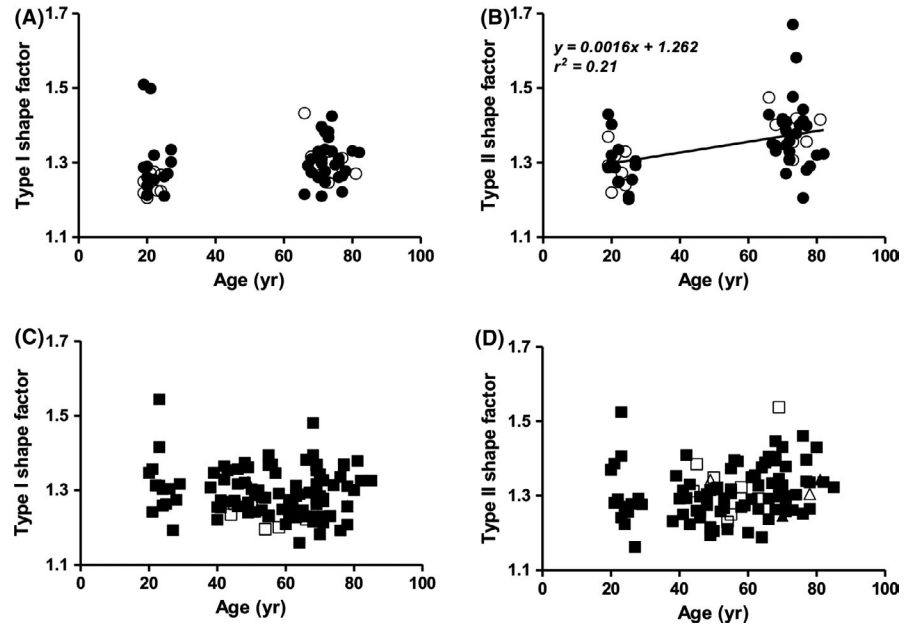 (A)
1.7
1.5
1.3
1.1
Type I shape factor
0 20 40 60 80 100
Age (yr)
(B)
1.7
1.5
1.3
1.1
Type II shape factor
y = 0.0016x + 1.262
r² = 0.21
0 20 40 60 80 100
Age (yr)
(C)
1.7
1.5
1.3
1.1
Type I shape factor
0 20 40 60 80 100
Age (yr)
(D)
1.7
1.5
1.3
1.1
Type II shape factor
0 20 40 60 80 100
Age (yr)